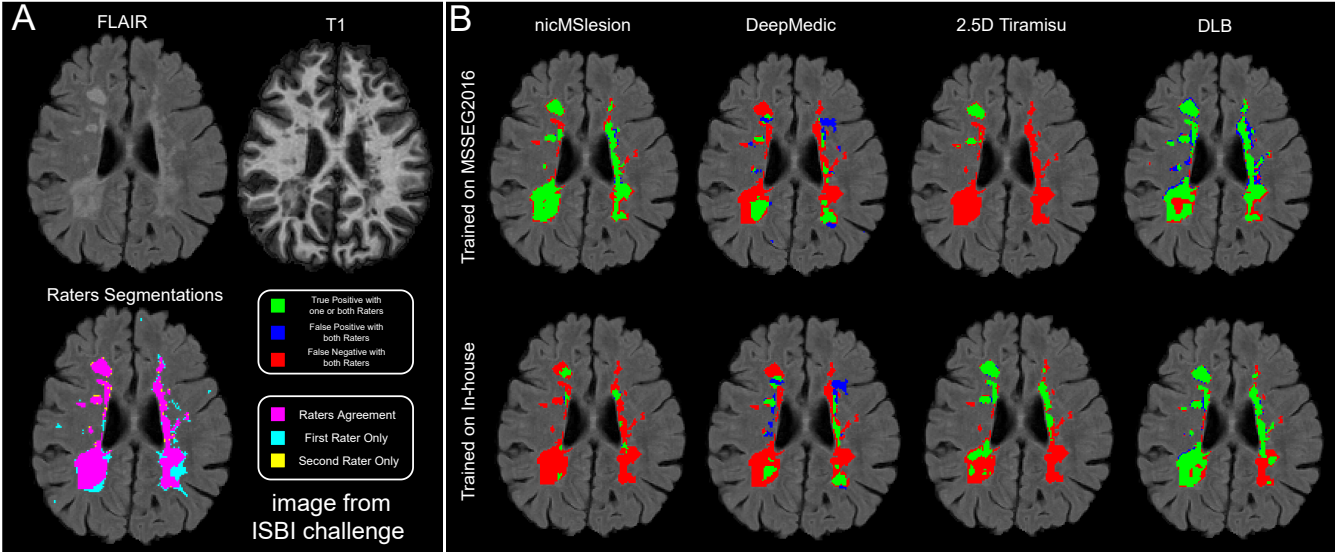 A
FLAIR
T1
Raters Segmentations
True Positive with
one or both Raters
False Positive with
both Raters
False Negative with
both Raters
Raters Agreement
First Rater Only
Second Rater Only
image from
ISBI challenge
B
nicMSlesion
DeepMedic
2.5D Tiramisu
DLB
Trained on MSSEG2016
Trained on In-house